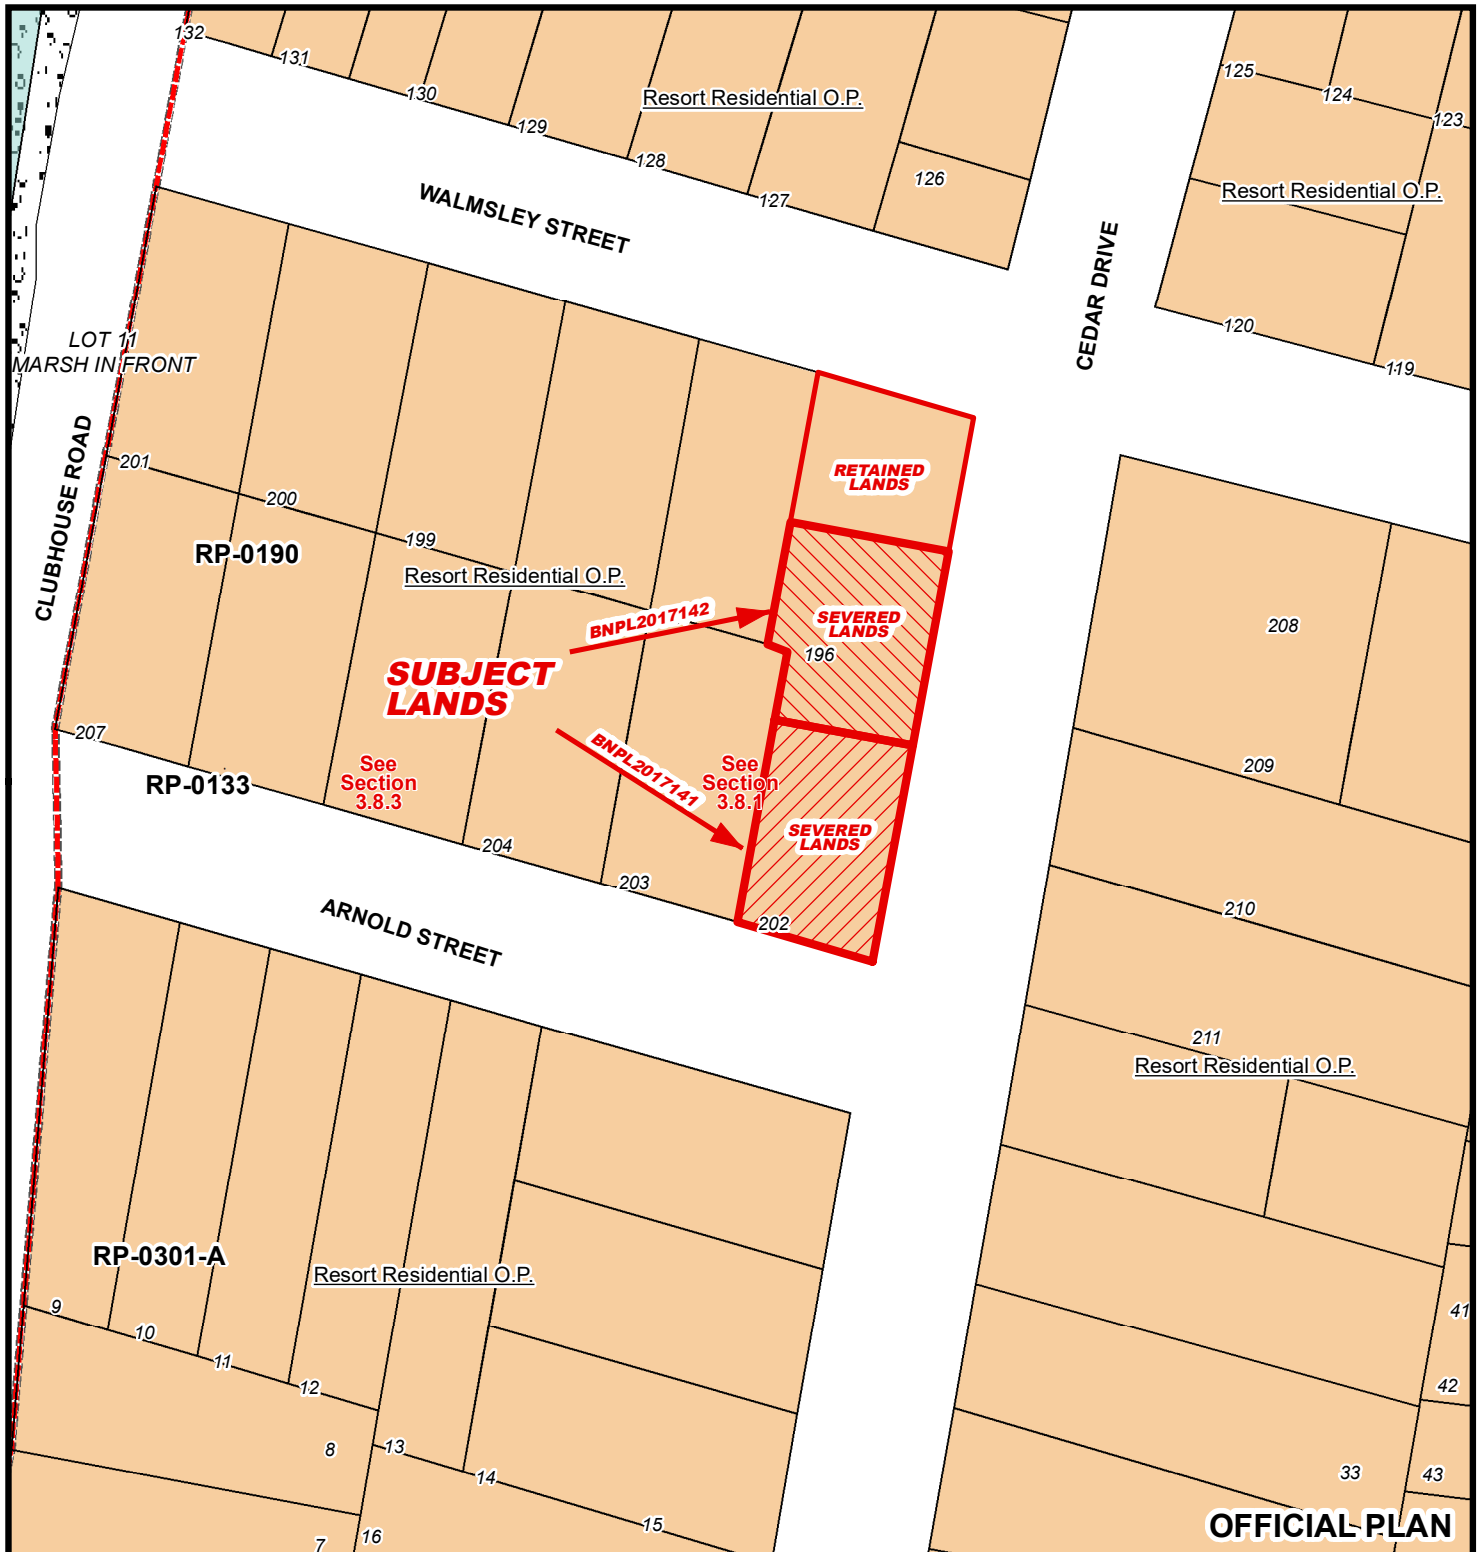 132
131
130
129
128
127
126
Resort Residential O.P.
125
124
123
Resort Residential O.P.
WALMSLEY STREET
CEDAR DRIVE
120
119
LOT 11
MARSH IN FRONT
CLUBHOUSE ROAD
201
200
199
RP-0190
Resort Residential O.P.
RETAINED
LANDS
BNPL2017142
SEVERED
LANDS
196
208
SUBJECT
LANDS
207
RP-0133
See
Section
3.8.3
BNPL2017141
See
Section
3.8.1
SEVERED
LANDS
209
204
203
202
210
ARNOLD STREET
211
Resort Residential O.P.
RP-0301-A
Resort Residential O.P.
9
10
11
12
41
42
8
13
14
15
33
43
7
16
OFFICIAL PLAN